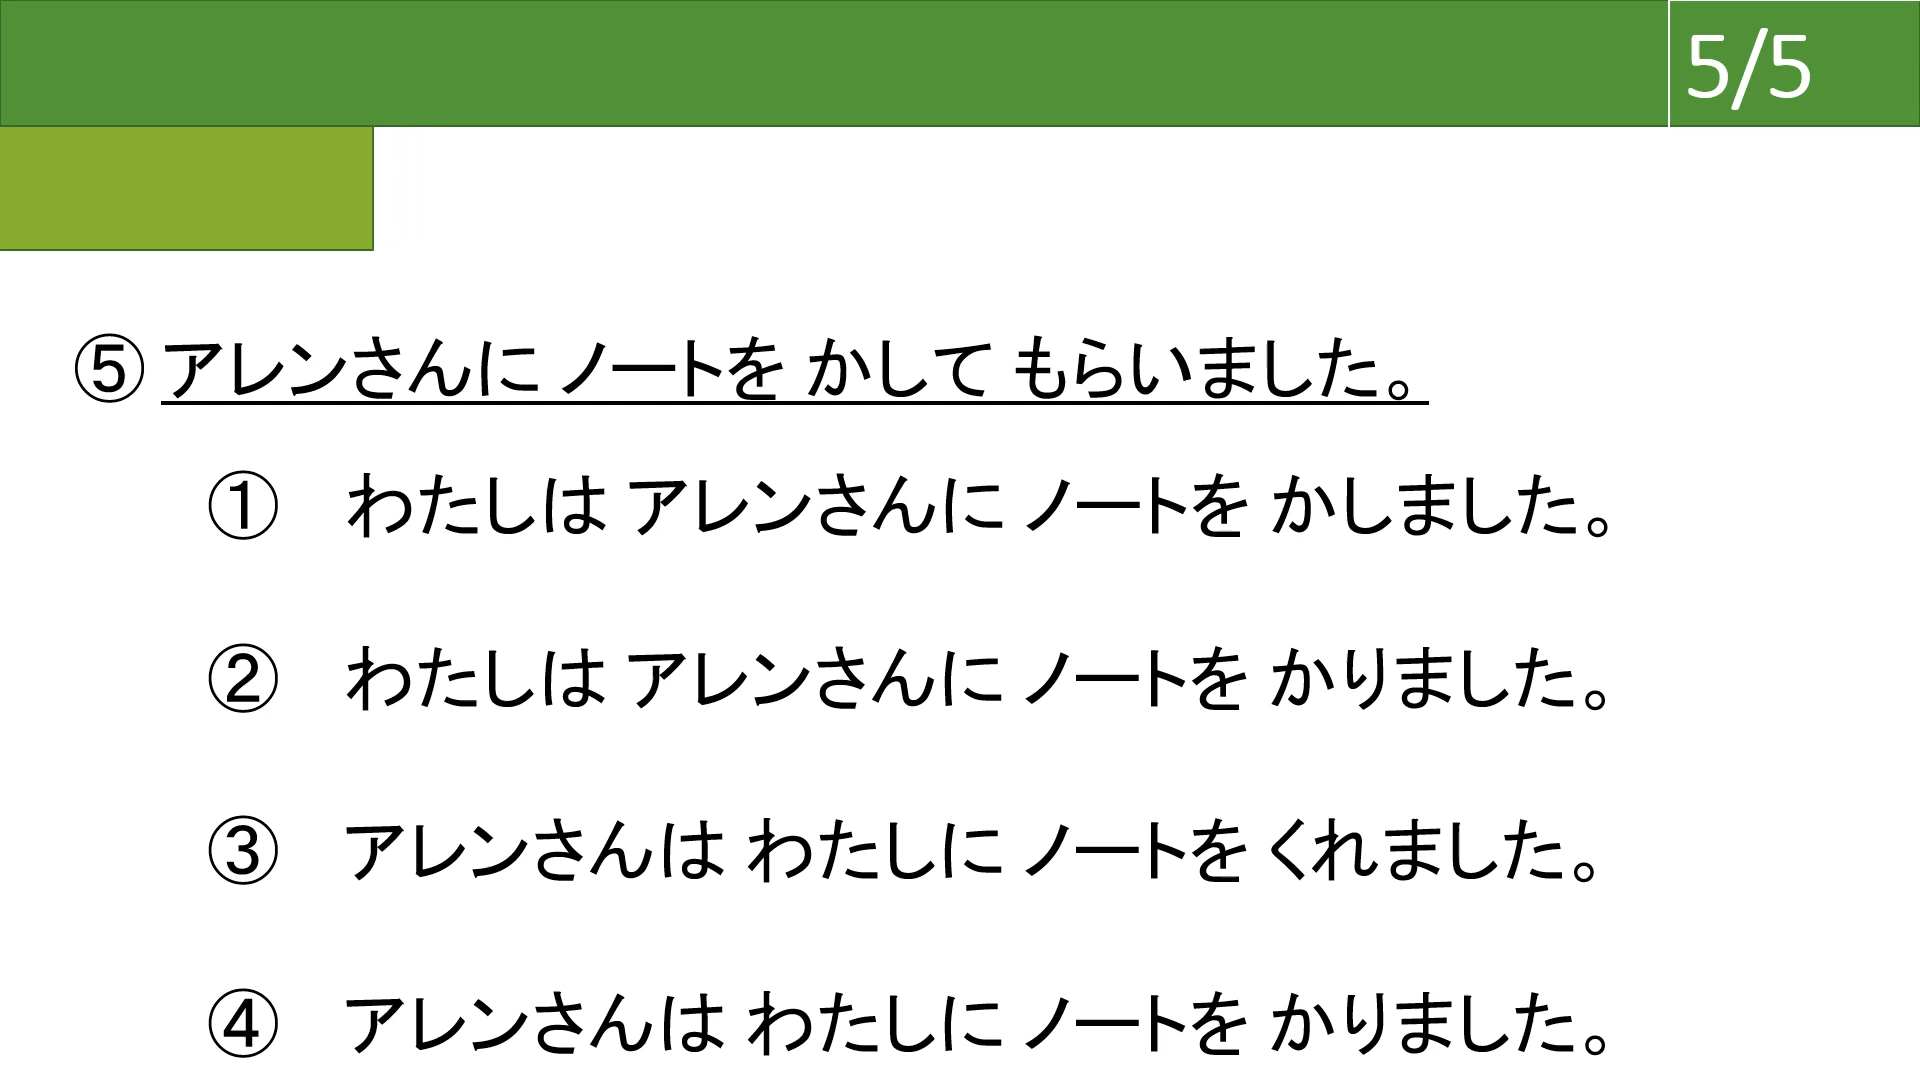 5/5
⑤ アレンさんに ノートを かして もらいました。
① わたしは アレンさんに ノートを かしました。
② わたしは アレンさんに ノートを かりました。
③ アレンさんは わたしに ノートを くれました。
④ アレンさんは わたしに ノートを かりました。